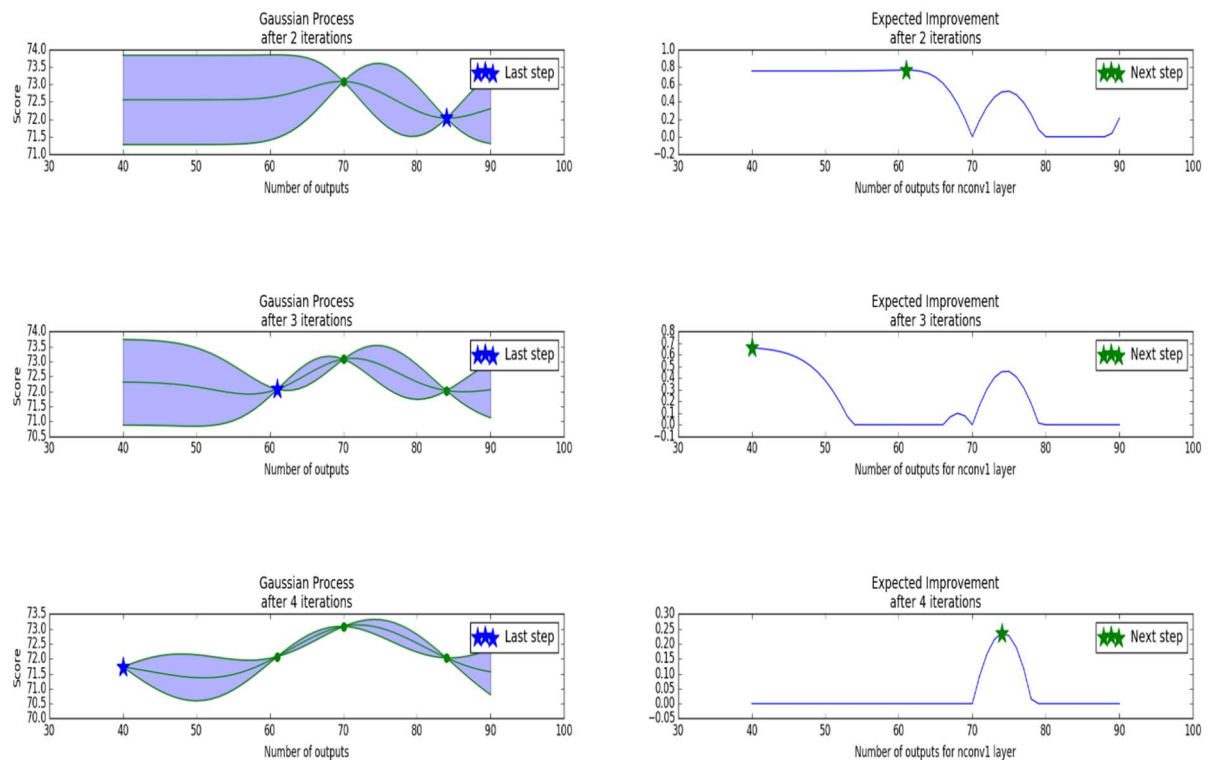 Gaussian Process
after 2 iterations
74.0
73.5
73.0
72.5
72.0
71.5
71.0
Score
Last step
30 40 50 60 70 80 90 100
Number of outputs
Expected Improvement
after 2 iterations
1.0
0.8
0.6
0.4
0.2
0.0
−0.2
Next step
30 40 50 60 70 80 90 100
Number of outputs for nconv1 layer
Gaussian Process
after 3 iterations
74.0
73.5
73.0
72.5
72.0
71.5
71.0
70.5
Score
Last step
30 40 50 60 70 80 90 100
Number of outputs
Expected Improvement
after 3 iterations
0.8
0.7
0.6
0.5
0.4
0.3
0.2
0.1
0.0
−0.1
Next step
30 40 50 60 70 80 90 100
Number of outputs for nconv1 layer
Gaussian Process
after 4 iterations
73.5
73.0
72.5
72.0
71.5
71.0
70.5
70.0
Score
Last step
30 40 50 60 70 80 90 100
Number of outputs
Expected Improvement
after 4 iterations
0.30
0.25
0.20
0.15
0.10
0.05
0.00
−0.05
Next step
30 40 50 60 70 80 90 100
Number of outputs for nconv1 layer